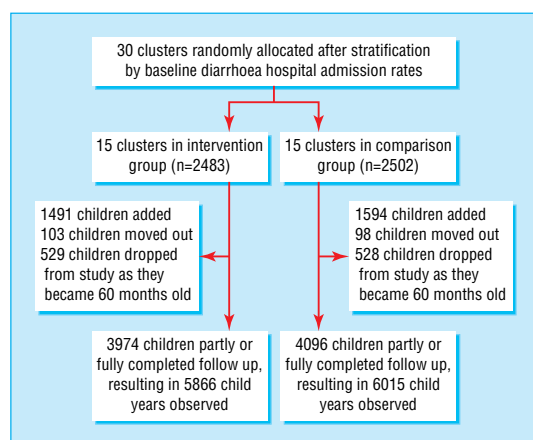 30 clusters randomly allocated after stratification
by baseline diarrhoea hospital admission rates
15 clusters in intervention
group (n=2483)
15 clusters in comparison
group (n=2502)
1491 children added
103 children moved out
529 children dropped
from study as they
became 60 months old
1594 children added
98 children moved out
528 children dropped
from study as they
became 60 months old
3974 children partly or
fully completed follow up,
resulting in 5866 child
years observed
4096 children partly or
fully completed follow up,
resulting in 6015 child
years observed